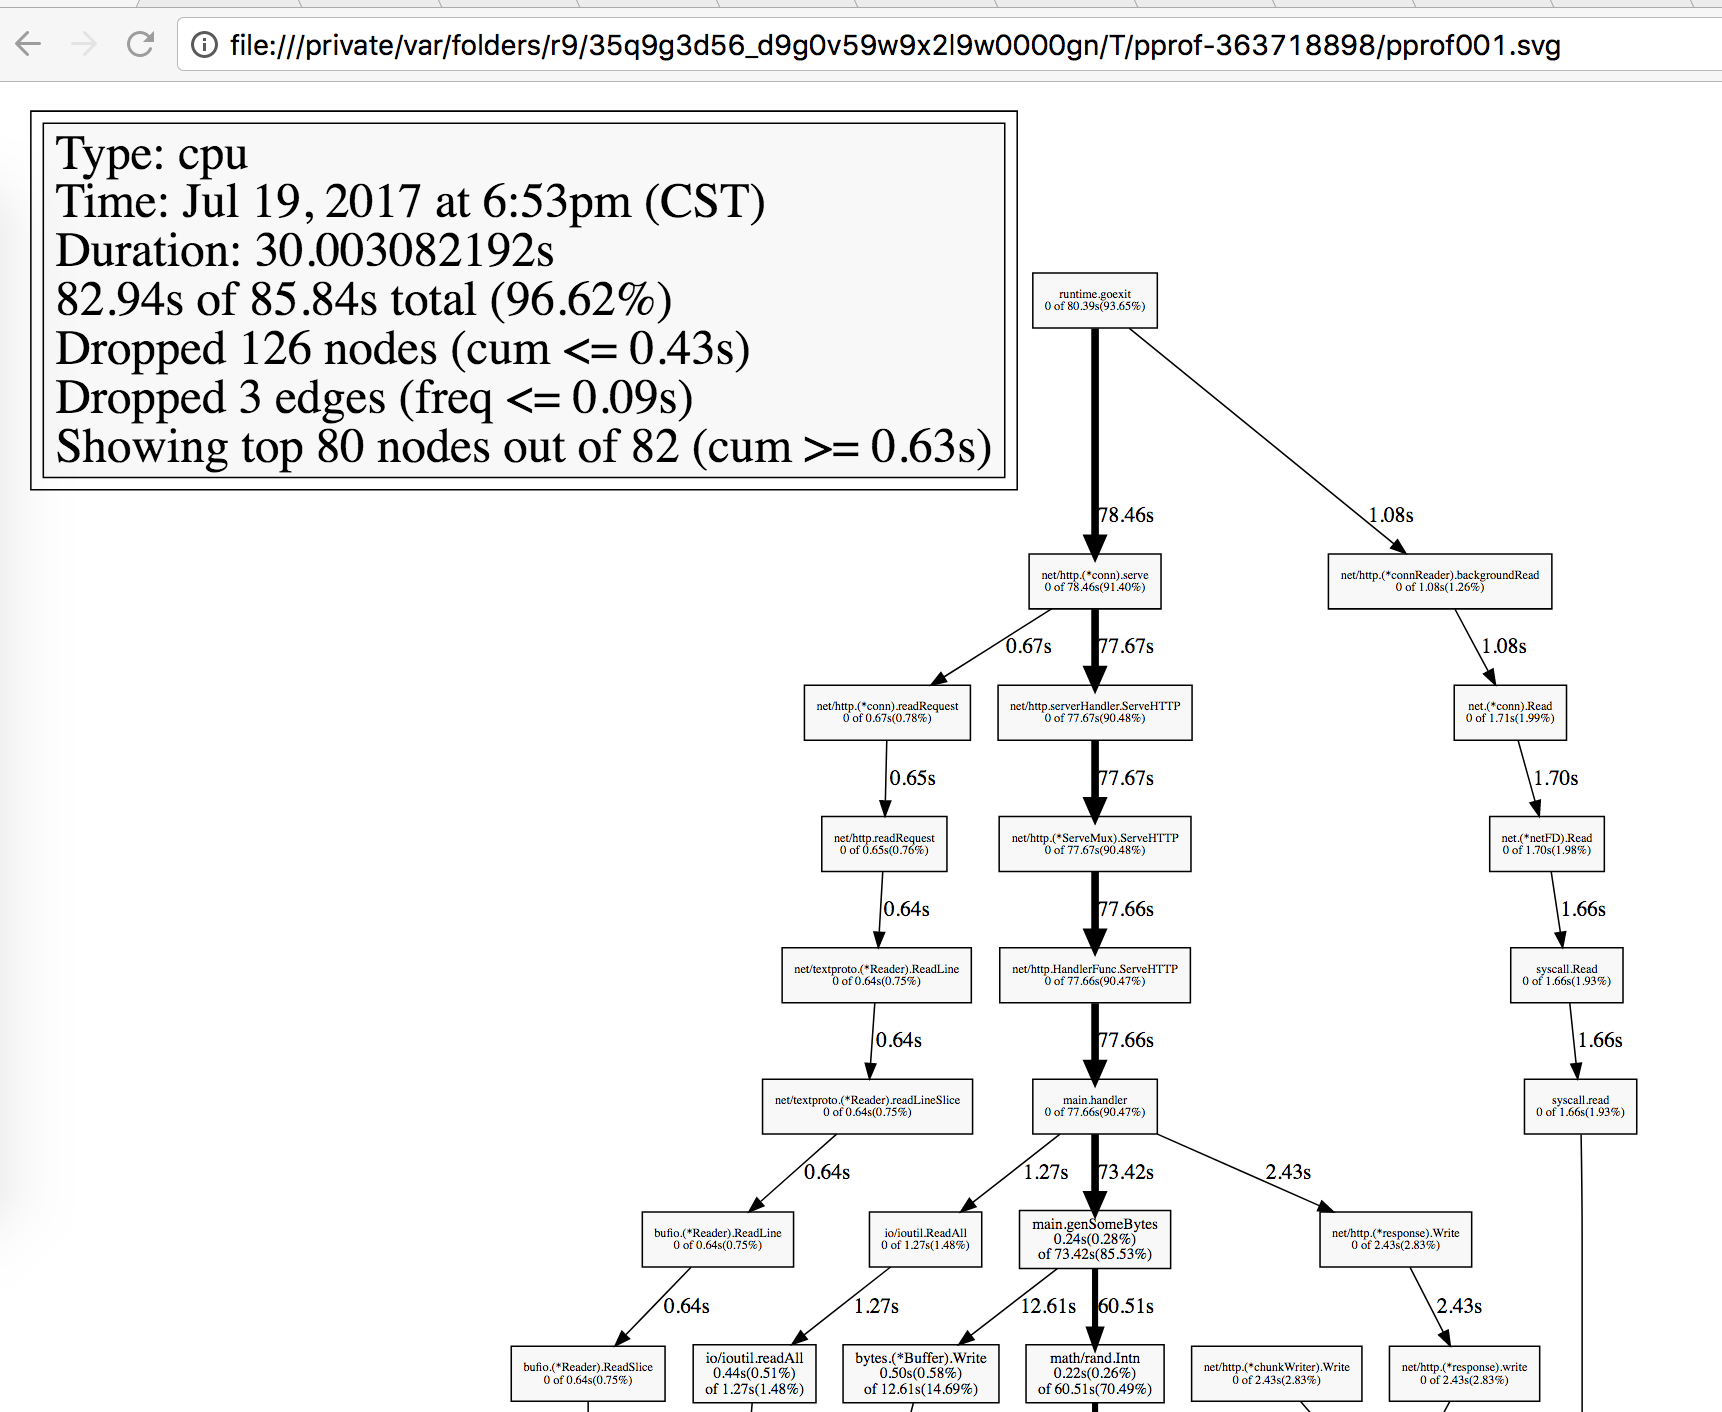 file:///private/var/folders/r9/35q9g3d56_d9g0v59w9x2l9w0000gn/T/pprof-363718898/pprof001.svg
Type: cpu
Time: Jul 19, 2017 at 6:53pm (CST)
Duration: 30.003082192s
82.94s of 85.84s total (96.62%)
Dropped 126 nodes (cum <= 0.43s)
Dropped 3 edges (freq <= 0.09s)
Showing top 80 nodes out of 82 (cum >= 0.63s)
runtime.goexit
0 of 80.39s(93.65%)
78.46s
1.08s
net/http.(*conn).serve
0 of 78.46s(91.40%)
net/http.(*connReader).backgroundRead
0 of 1.08s(1.26%)
0.67s
77.67s
1.08s
net/http.(*conn).readRequest
0 of 0.67s(0.78%)
net/http.serverHandler.ServeHTTP
0 of 77.67s(90.48%)
net.(*conn).Read
0 of 1.71s(1.99%)
0.65s
77.67s
1.70s
net/http.readRequest
0 of 0.65s(0.76%)
net/http.(*ServeMux).ServeHTTP
0 of 77.67s(90.48%)
net.(*netFD).Read
0 of 1.70s(1.98%)
0.64s
77.66s
1.66s
net/textproto.(*Reader).ReadLine
0 of 0.64s(0.75%)
net/http.HandlerFunc.ServeHTTP
0 of 77.66s(90.47%)
syscall.Read
0 of 1.66s(1.93%)
0.64s
77.66s
1.66s
net/textproto.(*Reader).readLineSlice
0 of 0.64s(0.75%)
main.handler
0 of 77.66s(90.47%)
syscall.read
0 of 1.66s(1.93%)
0.64s
1.27s
73.42s
2.43s
bufio.(*Reader).ReadLine
0 of 0.64s(0.75%)
io/ioutil.ReadAll
0 of 1.27s(1.48%)
main.genSomeBytes
0.24s(0.28%)
of 73.42s(85.53%)
net/http.(*response).Write
0 of 2.43s(2.83%)
0.64s
1.27s
12.61s
60.51s
2.43s
bufio.(*Reader).ReadSlice
0 of 0.64s(0.75%)
io/ioutil.readAll
0.44s(0.51%)
of 1.27s(1.48%)
bytes.(*Buffer).Write
0.50s(0.58%)
of 12.61s(14.69%)
math/rand.Intn
0.22s(0.26%)
of 60.51s(70.49%)
net/http.(*chunkWriter).Write
0 of 2.43s(2.83%)
net/http.(*response).write
0 of 2.43s(2.83%)